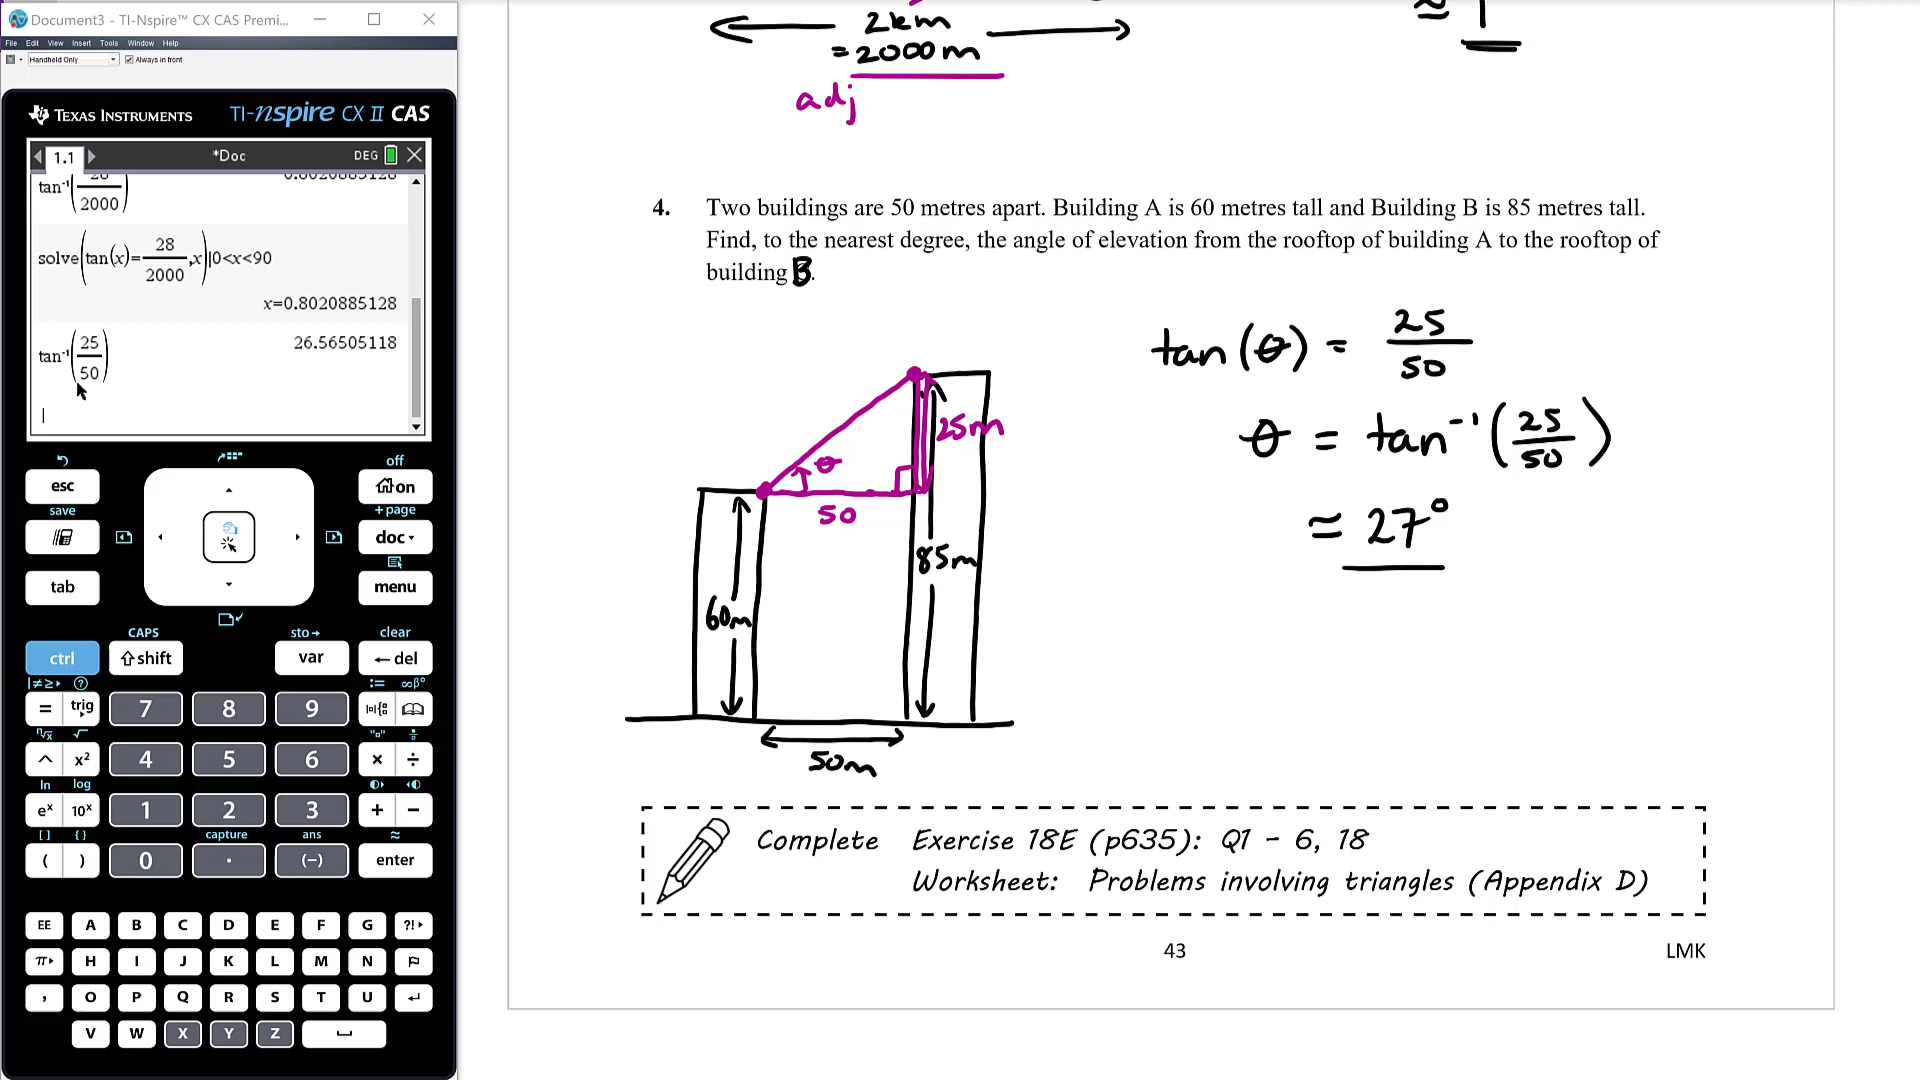 Document3 - TI-Nspire™ CX CAS Premi...
File Edit View Insert Tools Window Help
Handheld Only Always in front
TEXAS INSTRUMENTS TI-nspire CX II CAS
1.1 *Doc DEG
tan⁻¹(28/2000) 0.8020885128
solve(tan(x)=28/2000,x)|0<x<90
x=0.8020885128
tan⁻¹(25/50) 26.56505118
off
esc on
save + page
doc
tab menu
CAPS sto→ clear
ctrl shift var ←del
|≠≥▸ ? := ∞β°
= trig 7 8 9
ⁿ√x √ "□"
^ x² 4 5 6 × ÷
ln log
eˣ 10ˣ 1 2 3 + −
[ ] { } capture ans ≈
( ) 0 . (−) enter
EE A B C D E F G ?!▸
π▸ H I J K L M N
, O P Q R S T U
V W X Y Z
2km
=2000m
adj
≈ 1
4. Two buildings are 50 metres apart. Building A is 60 metres tall and Building B is 85 metres tall.
Find, to the nearest degree, the angle of elevation from the rooftop of building A to the rooftop of
building B.
tan(θ) = 25/50
θ = tan⁻¹(25/50)
≈ 27°
25m
θ
50
85m
60m
50m
Complete Exercise 18E (p635): Q1 - 6, 18
Worksheet: Problems involving triangles (Appendix D)
43 LMK